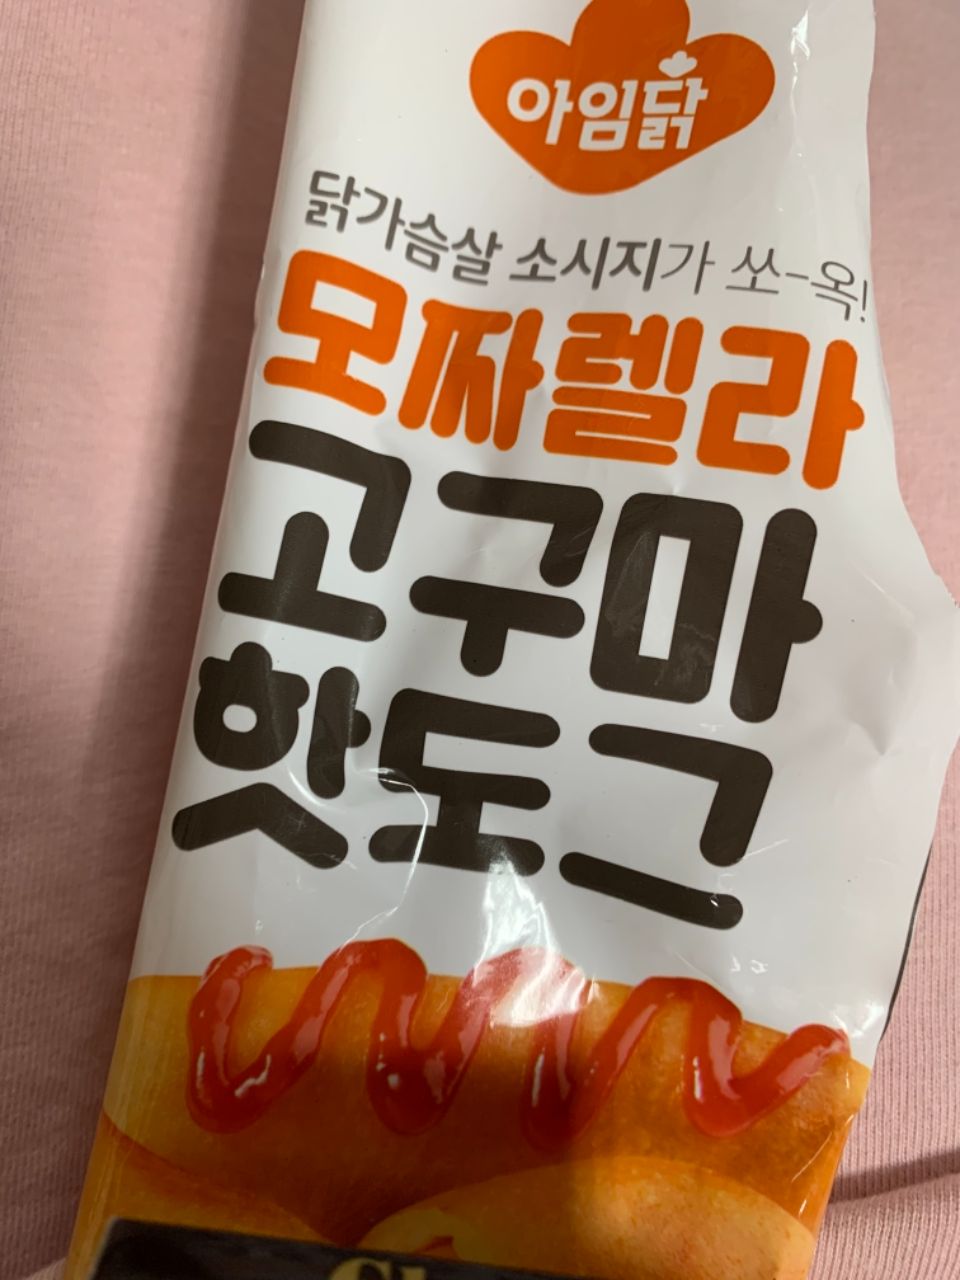 아임닭
닭가슴살 소시지가 쏘-옥!
모짜렐라
고구마
핫도그